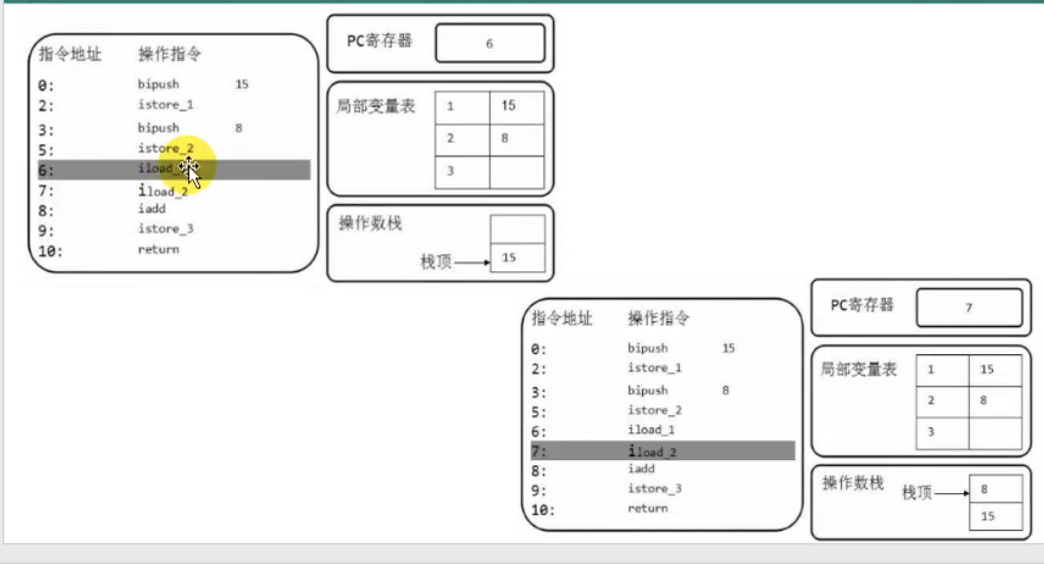 指令地址 操作指令
0: bipush 15
2: istore_1
3: bipush 8
5: istore_2
6: iload_
7: iload_2
8: iadd
9: istore_3
10: return
PC寄存器 6
局部变量表 1 15
2 8
3
操作数栈
栈顶 15
指令地址 操作指令
0: bipush 15
2: istore_1
3: bipush 8
5: istore_2
6: iload_1
7: iload_2
8: iadd
9: istore_3
10: return
PC寄存器 7
局部变量表 1 15
2 8
3
操作数栈 栈顶 8
15